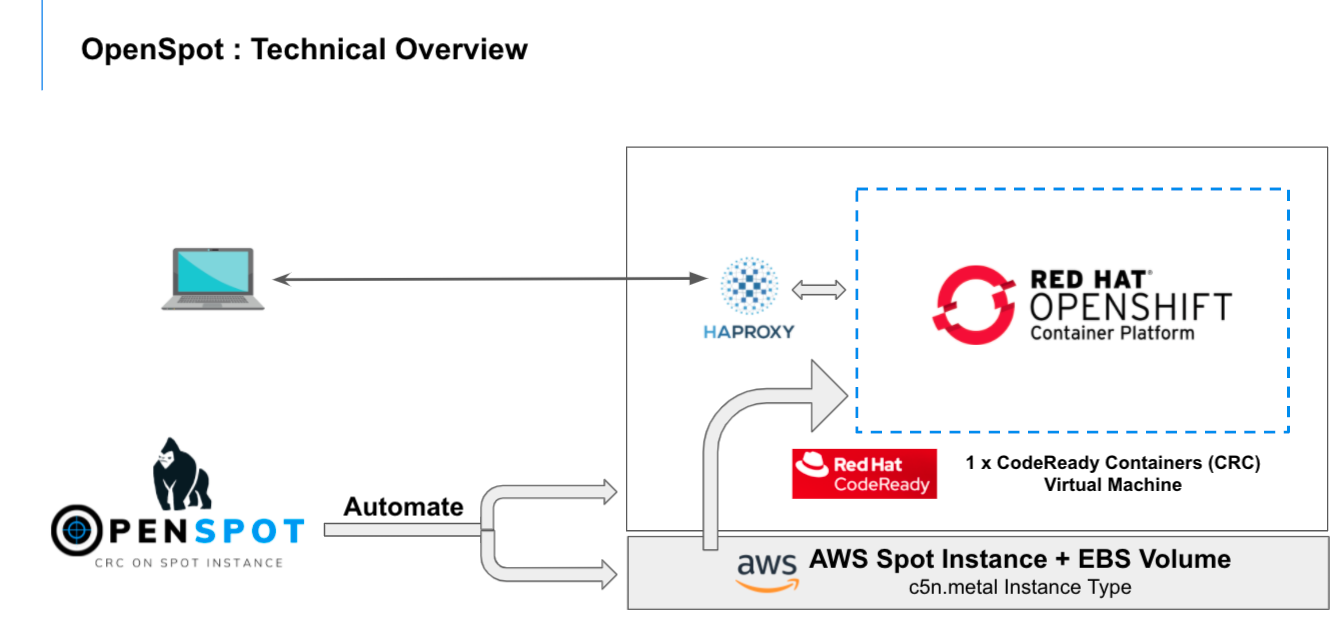 OpenSpot : Technical Overview
HAPROXY
RED HAT
OPENSHIFT
Container Platform
Red Hat
CodeReady
1 x CodeReady Containers (CRC)
Virtual Machine
OPENSPOT
CRC ON SPOT INSTANCE
Automate
aws
AWS Spot Instance + EBS Volume
c5n.metal Instance Type